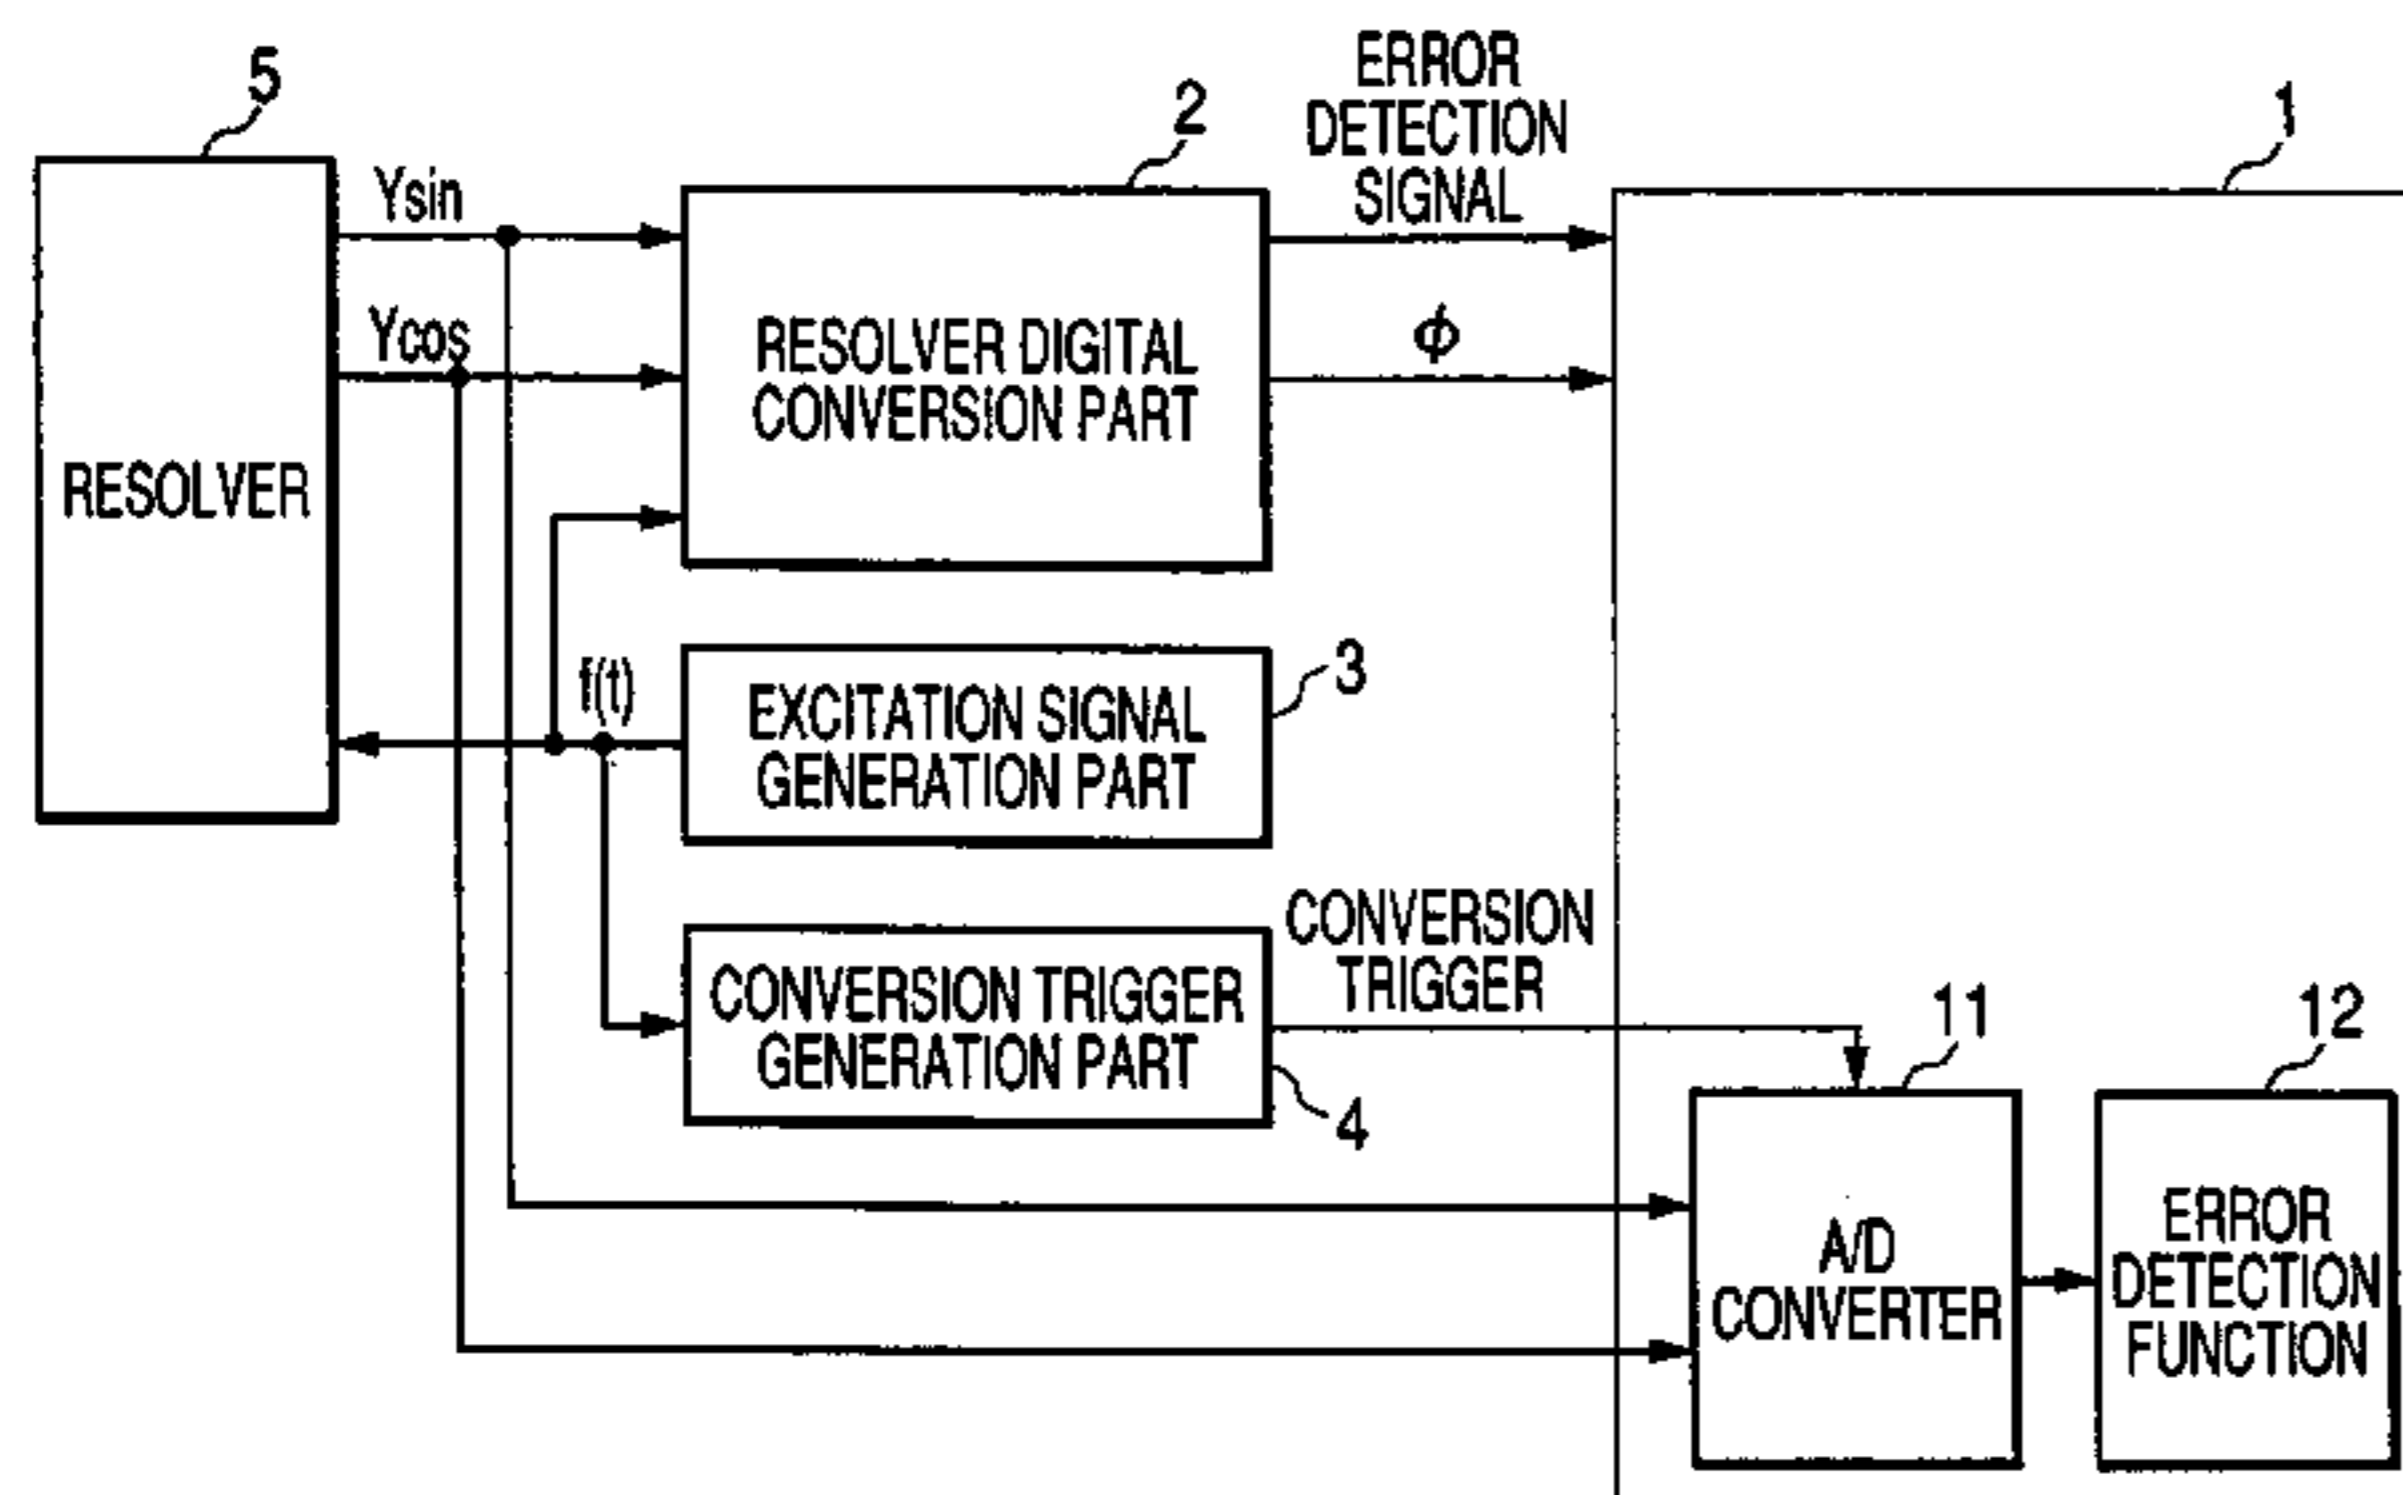 5
2
ERROR
DETECTION
SIGNAL
1
Ysin
Ycos
φ
RESOLVER
RESOLVER DIGITAL
CONVERSION PART
f(t)
EXCITATION SIGNAL
GENERATION PART
3
CONVERSION TRIGGER
GENERATION PART
4
CONVERSION
TRIGGER
11
12
A/D
CONVERTER
ERROR
DETECTION
FUNCTION